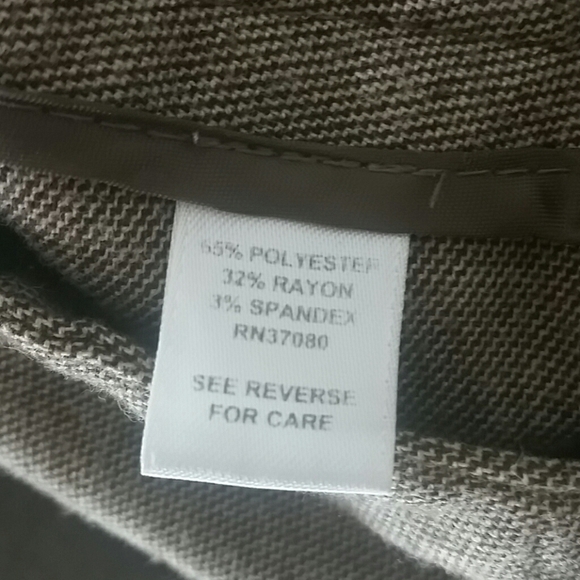 65% POLYESTER
32% RAYON
3% SPANDEX
RN37080
SEE REVERSE
FOR CARE